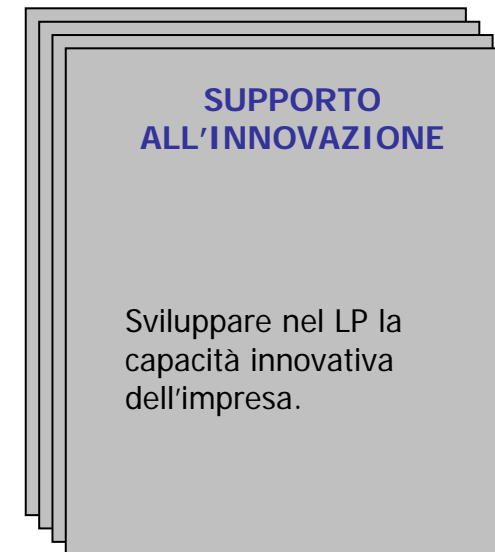 SUPPORTO
ALL'INNOVAZIONE
Sviluppare nel LP la
capacità innovativa
dell'impresa.